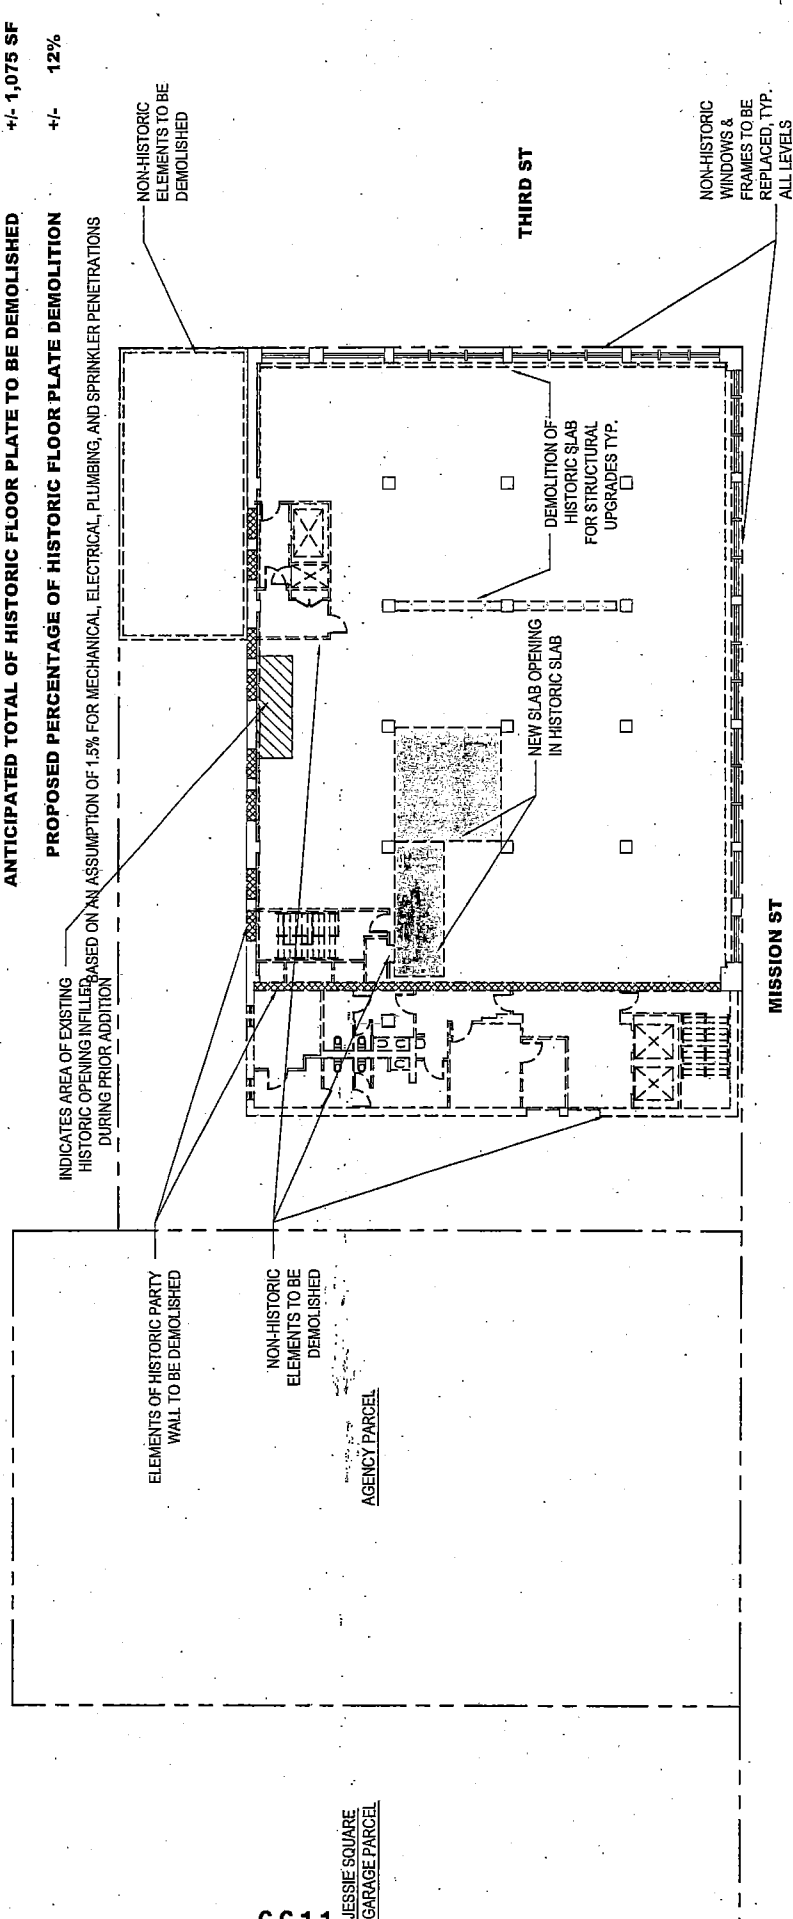 ANTICIPATED TOTAL OF HISTORIC FLOOR PLATE TO BE DEMOLISHED +/- 1,075 SF
PROPOSED PERCENTAGE OF HISTORIC FLOOR PLATE DEMOLITION +/- 12%
BASED ON AN ASSUMPTION OF 1.5% FOR MECHANICAL, ELECTRICAL, PLUMBING, AND SPRINKLER PENETRATIONS
INDICATES AREA OF EXISTING
HISTORIC OPENING INFILLED
DURING PRIOR ADDITION
NON-HISTORIC
ELEMENTS TO BE
DEMOLISHED
ELEMENTS OF HISTORIC PARTY
WALL TO BE DEMOLISHED
NON-HISTORIC
ELEMENTS TO BE
DEMOLISHED
AGENCY PARCEL
JESSIE SQUARE
GARAGE PARCEL
NEW SLAB OPENING
IN HISTORIC SLAB
DEMOLITION OF
HISTORIC SLAB
FOR STRUCTURAL
UPGRADES TYP.
THIRD ST
NON-HISTORIC
WINDOWS &
FRAMES TO BE
REPLACED, TYP.
ALL LEVELS
MISSION ST